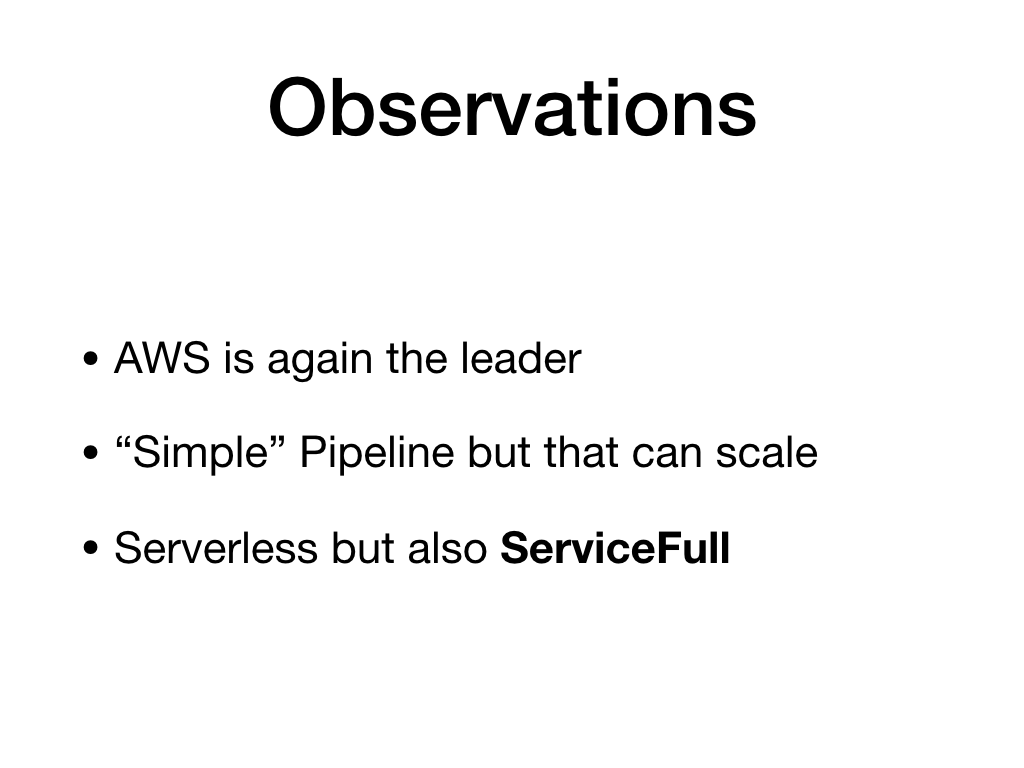 Observations
• AWS is again the leader
• “Simple” Pipeline but that can scale
• Serverless but also ServiceFull